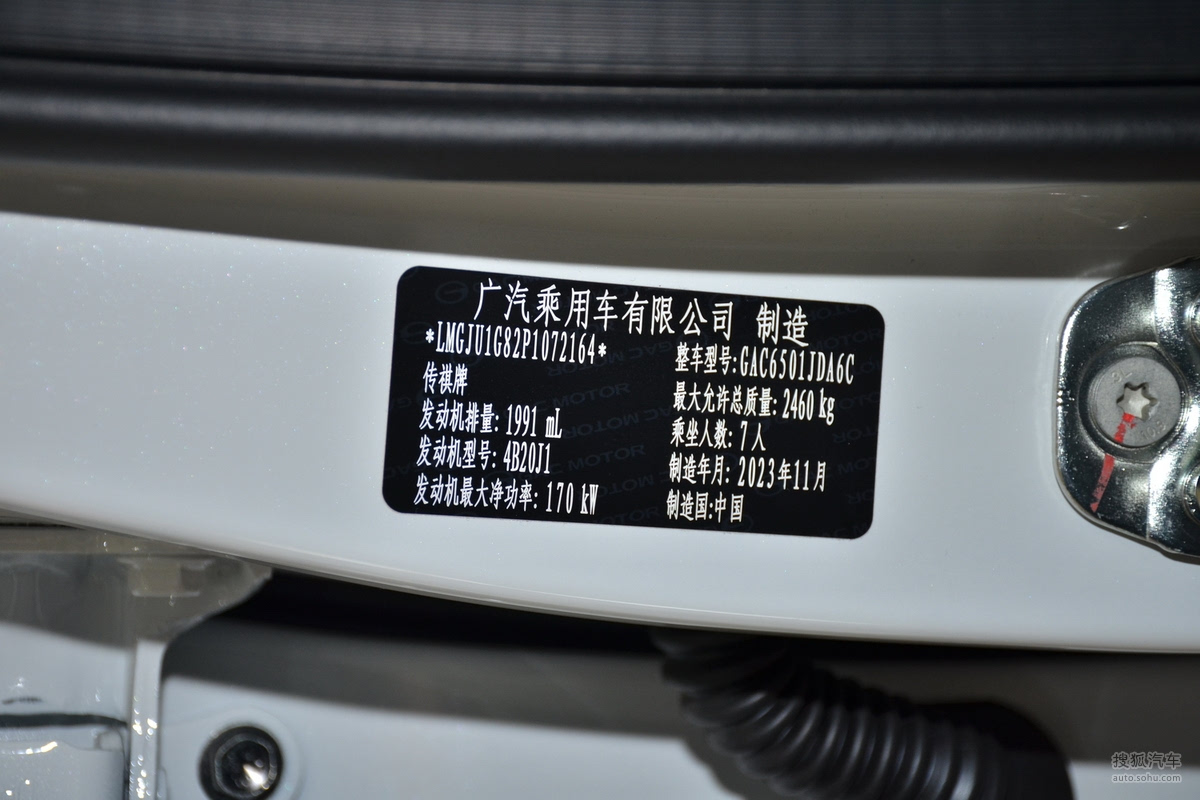 广汽乘用车有限公司 制造
*LMGJU1G82P1072164*
整车型号:GAC6501JDA6C
传祺牌
最大允许总质量: 2460 kg
发动机排量: 1991 mL
乘坐人数: 7人
发动机型号: 4B20J1
制造年月: 2023年11月
发动机最大净功率: 170 kW
制造国:中国
搜狐汽车
auto.sohu.com